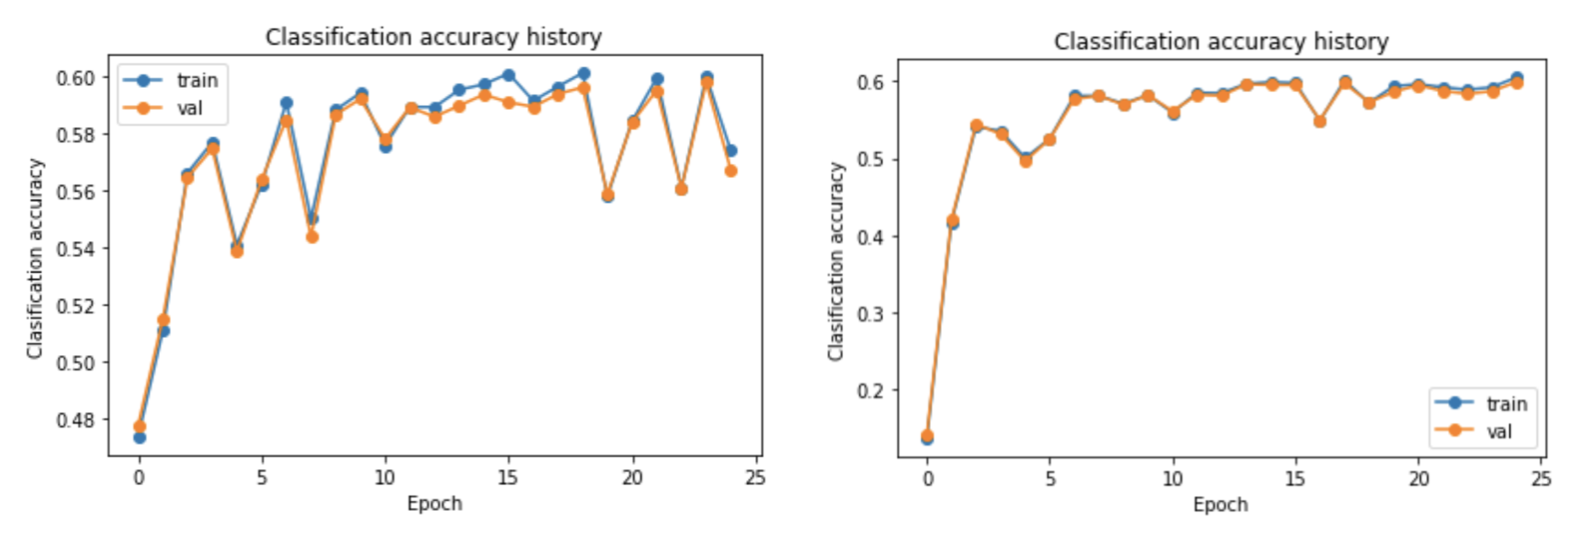 Classification accuracy history
train
val
0.60
0.58
0.56
0.54
0.52
0.50
0.48
Clasification accuracy
0 5 10 15 20 25
Epoch
Classification accuracy history
0.6
0.5
0.4
0.3
0.2
Clasification accuracy
train
val
0 5 10 15 20 25
Epoch